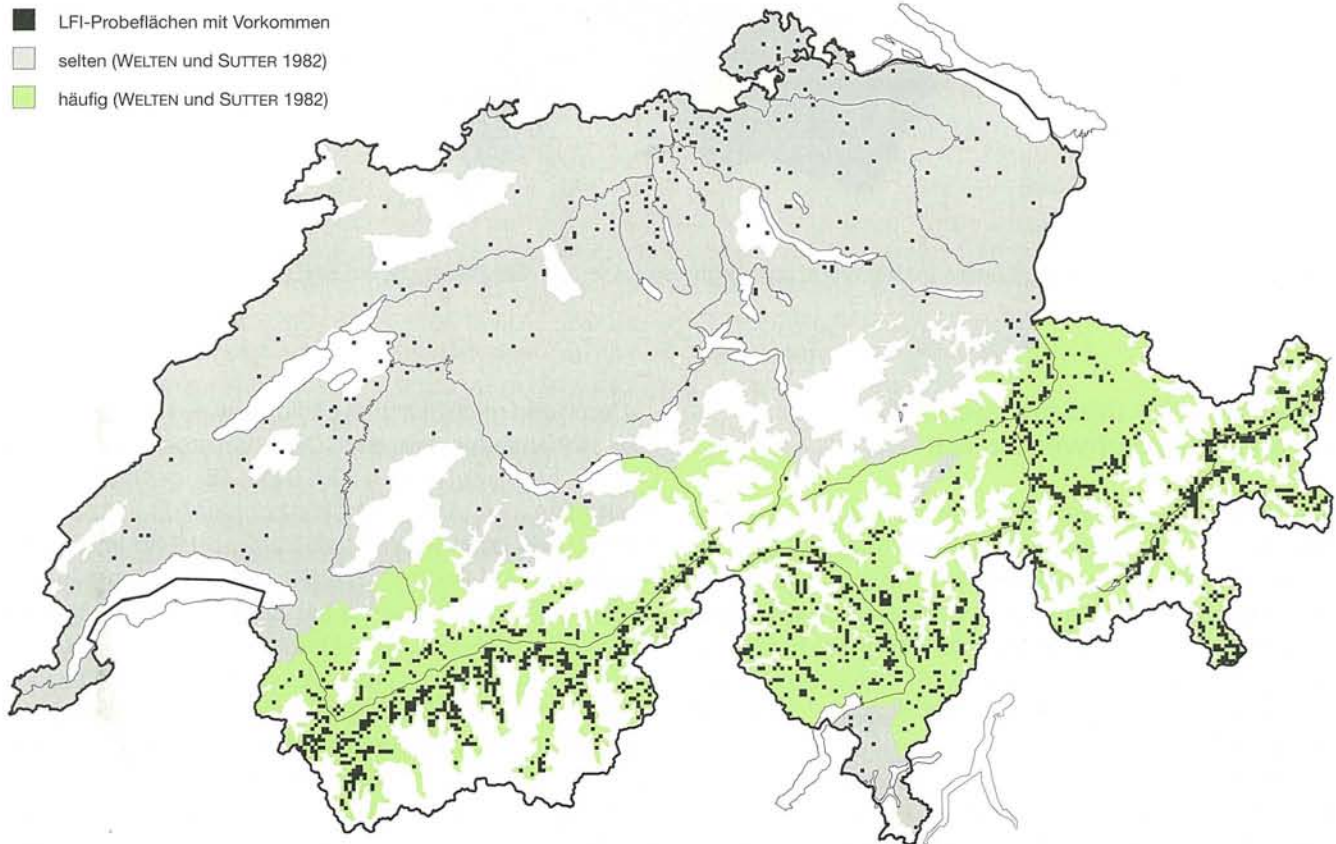 LFI-Probeflächen mit Vorkommen
selten (WELTEN und SUTTER 1982)
häufig (WELTEN und SUTTER 1982)